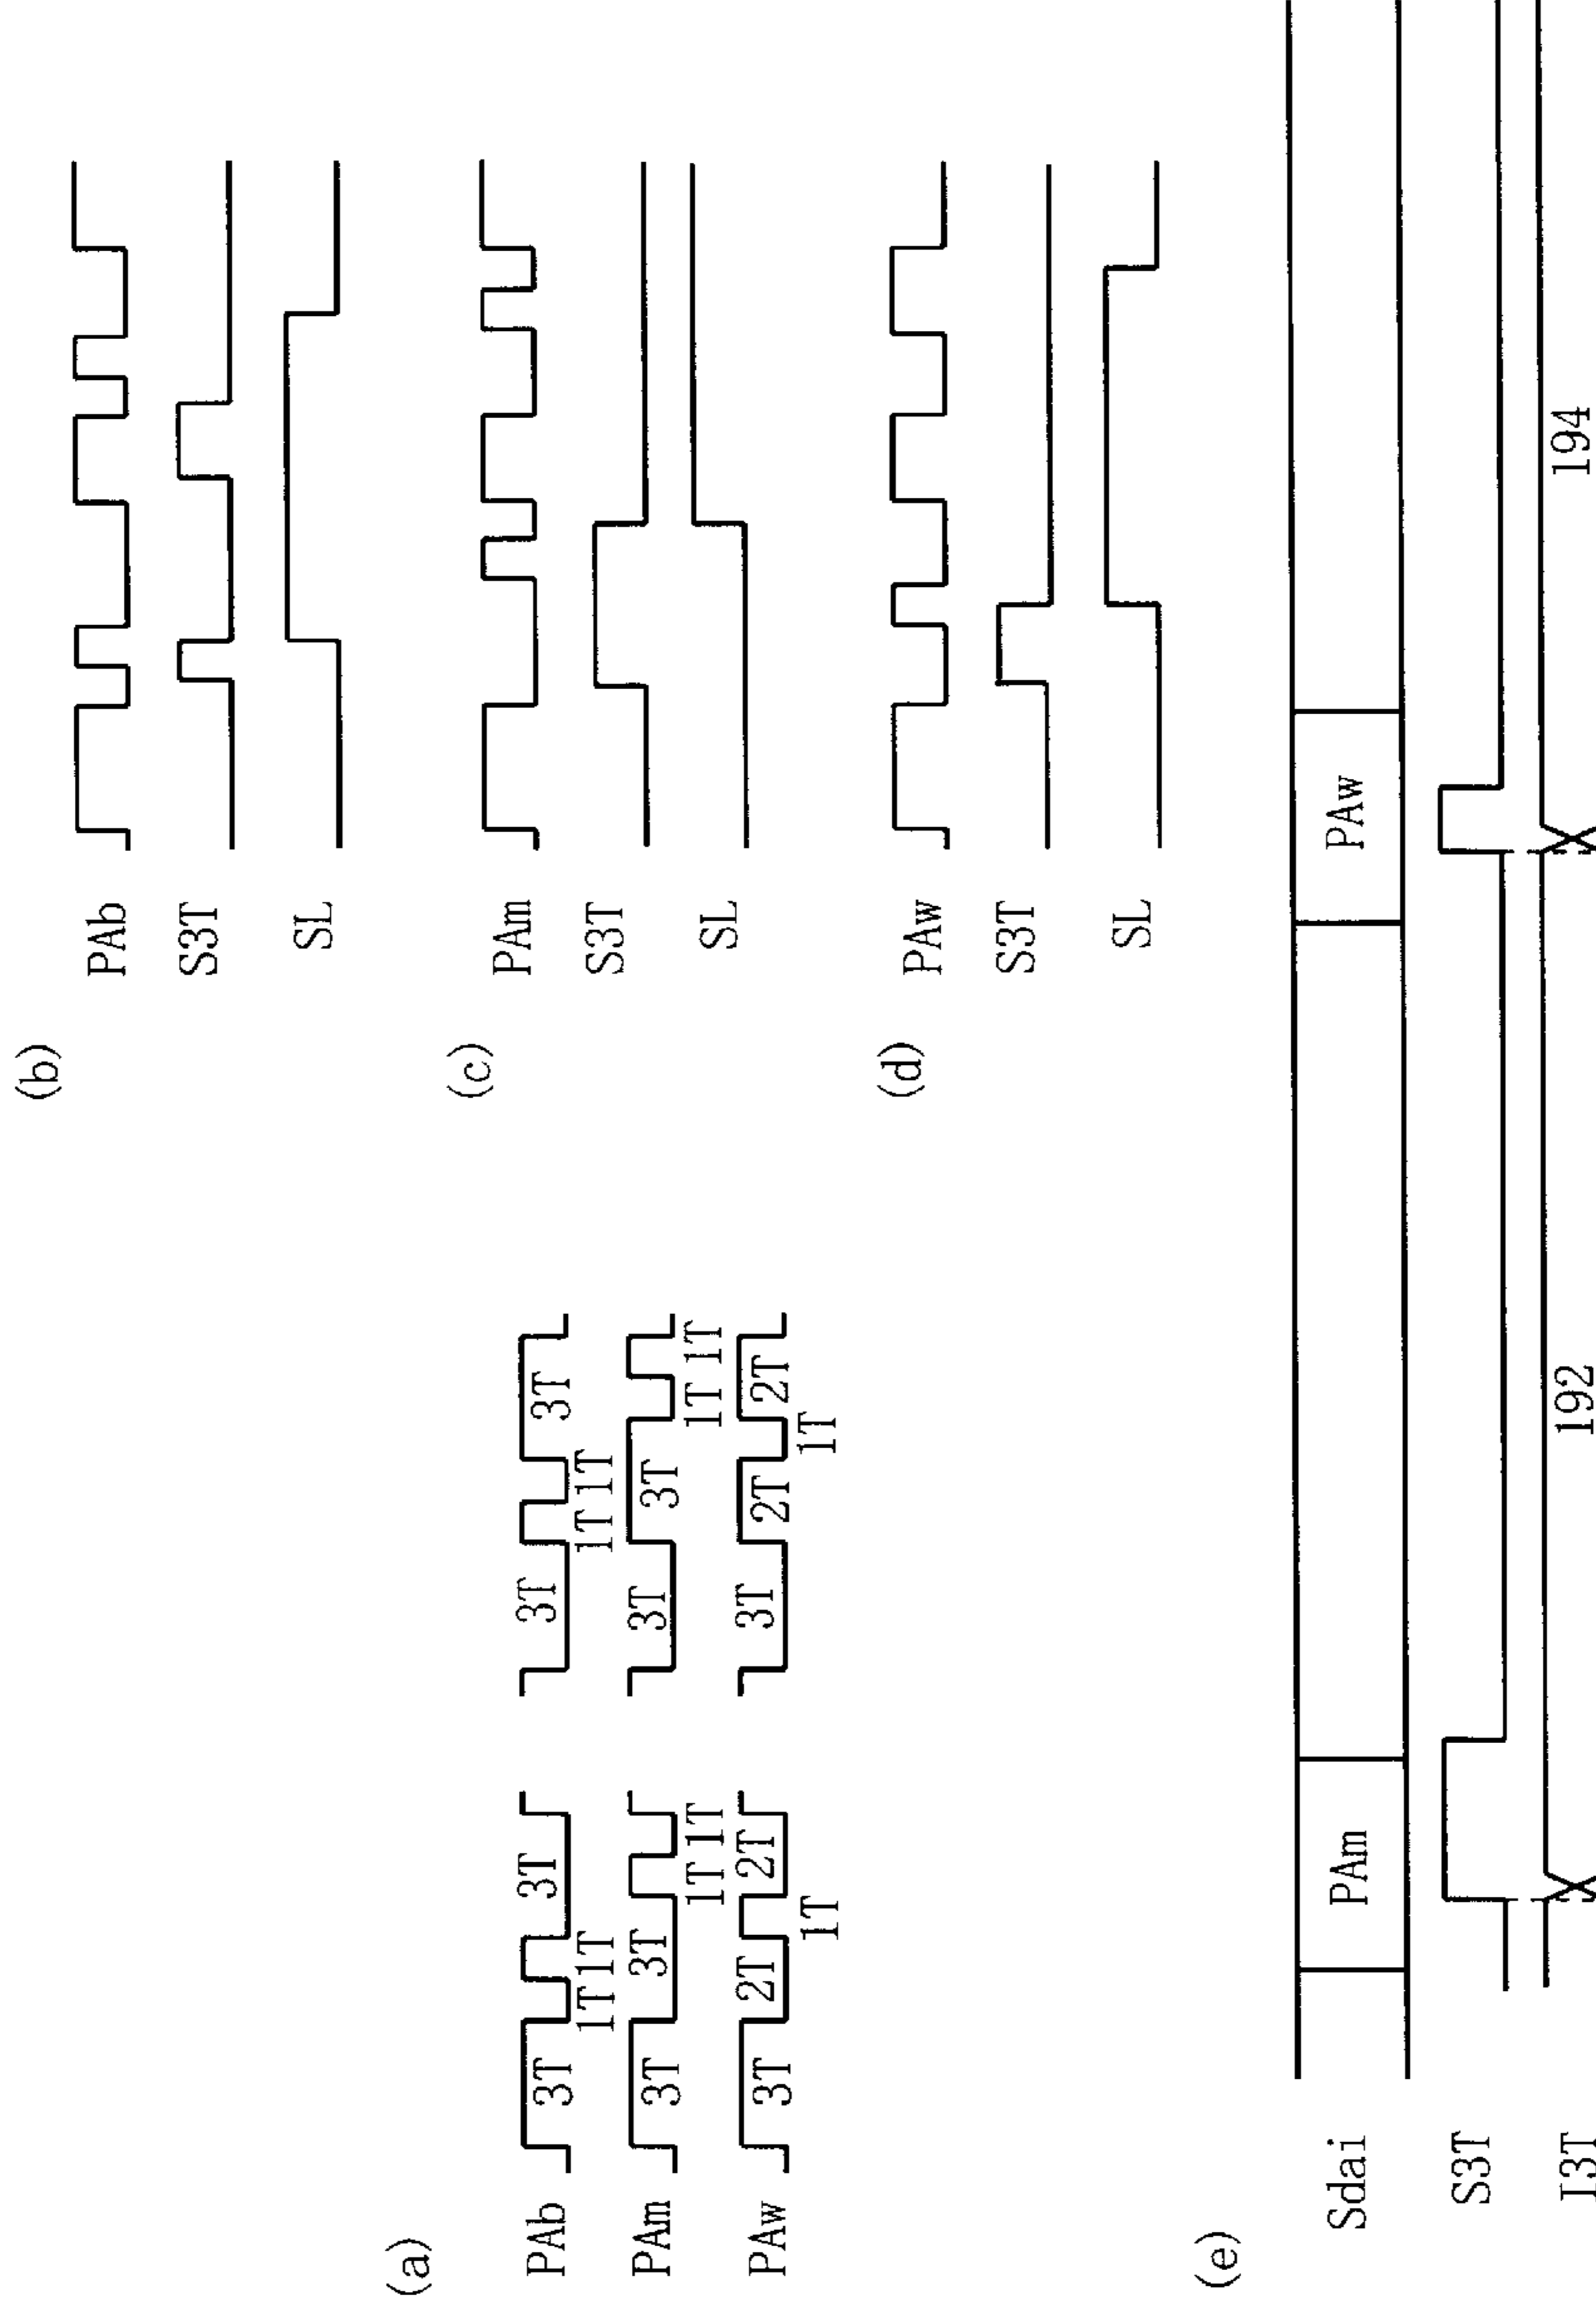 (a)
PAb 3T 1T 1T 3T 3T 1T 1T 3T
PAm 3T 3T 1T 1T 3T 3T 1T 1T
PAw 3T 2T 1T 2T 3T 2T 1T 2T
(b)
PAb
S3T
SL
(c)
PAm
S3T
SL
(d)
PAw
S3T
SL
(e)
Sdai PAm PAw
S3T
I3T 192 194